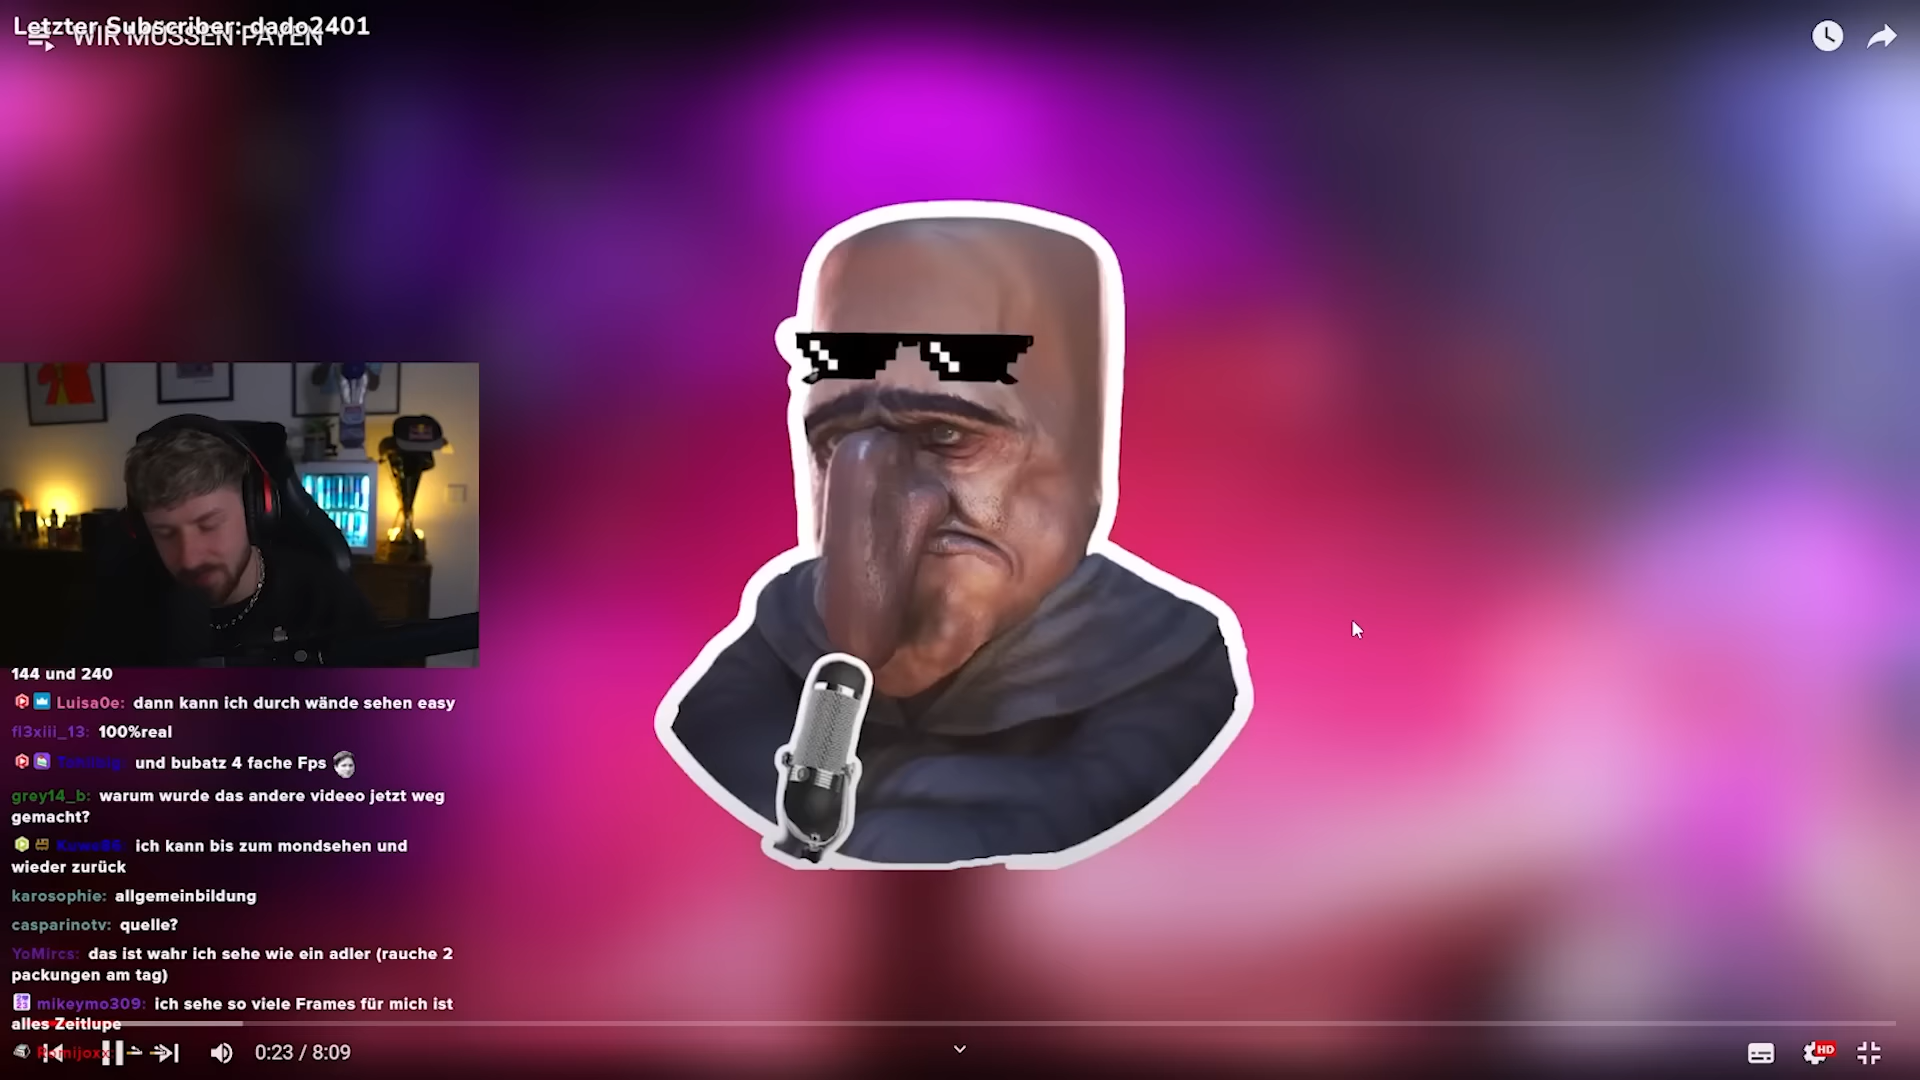 Letzter Subscriber: dado2401
WIR MÜSSEN PAYEN
144 und 240
Luisa0e: dann kann ich durch wände sehen easy
fl3xiii_13: 100%real
und bubatz 4 fache Fps
grey14_b: warum wurde das andere videeo jetzt weg
gemacht?
ich kann bis zum mondsehen und
wieder zurück
karosophie: allgemeinbildung
casparinotv: quelle?
YoMircs: das ist wahr ich sehe wie ein adler (rauche 2
packungen am tag)
mikeymo309: ich sehe so viele Frames für mich ist
alles Zeitlupe
0:23 / 8:09
HD